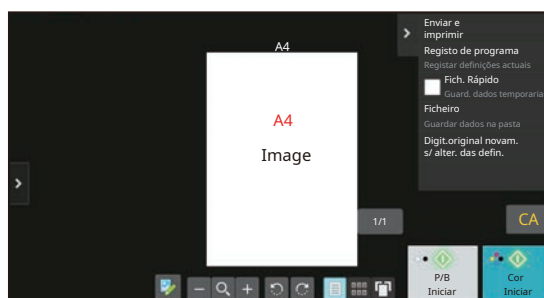 A4
A4
Image
1/1
Enviar e
imprimir
Registo de programa
Registar definições actuais
Fich. Rápido
Guard. dados temporaria
Ficheiro
Guardar dados na pasta
Digit.original novam.
s/ alter. das defin.
CA
P/B
Iniciar
Cor
Iniciar